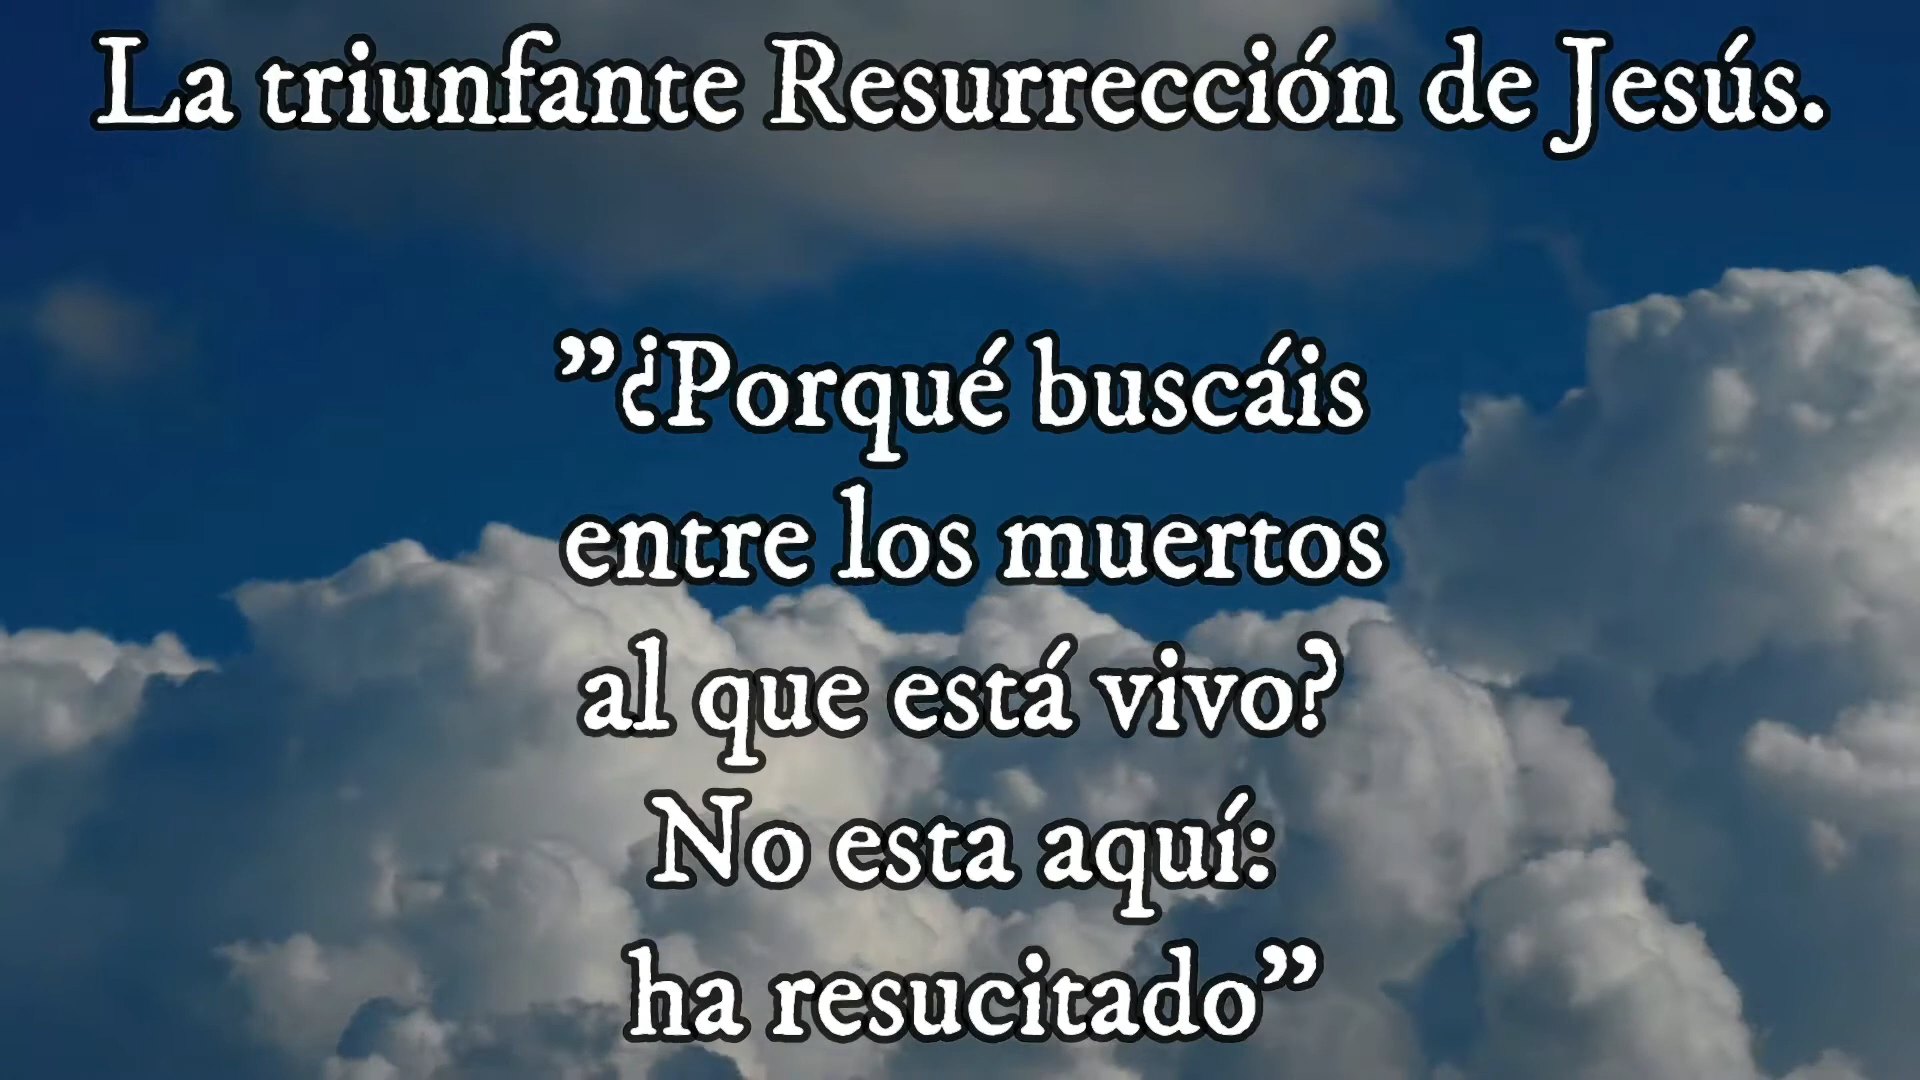 La triunfante Resurrección de Jesús.
”¿Porqué buscáis
entre los muertos
al que está vivo?
No esta aquí:
ha resucitado”